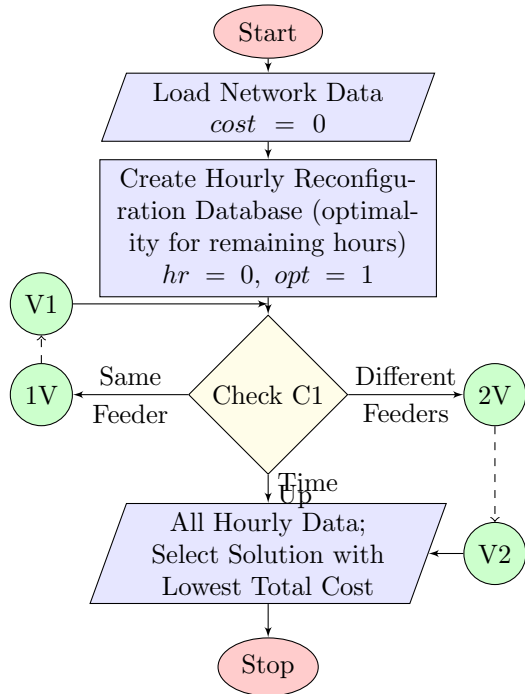 Start
Load Network Data
cost = 0
Create Hourly Reconfigu-
ration Database (optimal-
ity for remaining hours)
hr = 0, opt = 1
V1
1V
Same
Feeder
Check C1
Different
Feeders
2V
Time
Up
All Hourly Data;
Select Solution with
Lowest Total Cost
V2
Stop